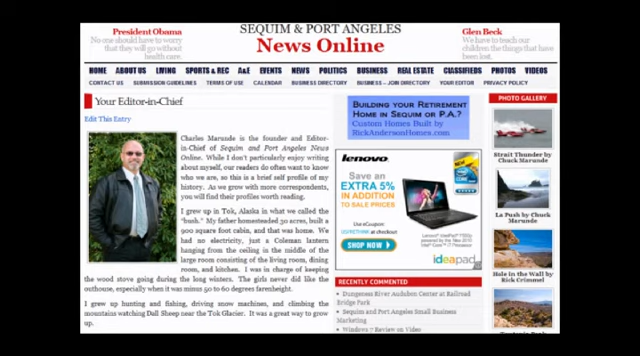 SEQUIM & PORT ANGELES
News Online
President Obama
No one should have to worry
that they will go without
health care.
Glen Beck
We have to teach our
children the things that have
been lost.
HOME ABOUT US LIVING SPORTS & REC A&E EVENTS NEWS POLITICS BUSINESS REAL ESTATE CLASSIFIEDS PHOTOS VIDEOS
CONTACT US SUBMISSION GUIDELINES TERMS OF USE CALENDAR BUSINESS DIRECTORY BUSINESS – JOIN DIRECTORY YOUR EDITOR PRIVACY POLICY
Your Editor-in-Chief
Edit This Entry
Charles Marunde is the founder and Editor-
in-Chief of Sequim and Port Angeles News
Online. While I don't particularly enjoy writing
about myself, our readers do often want to know
who we are, so this is a brief self profile of my
history. As we grow with more correspondents,
you will find their profiles worth reading.
I grew up in Tok, Alaska in what we called the
"bush." My father homesteaded 30 acres, built a
900 square foot cabin, and that was home. We
had no electricity, just a Coleman lantern
hanging from the ceiling in the middle of the
large room consisting of the living room, dining
room, and kitchen. I was in charge of keeping
the wood stove going during the long winters. The girls never did like the
outhouse, especially when it was minus 50 to 60 degrees farenheight.
I grew up hunting and fishing, driving snow machines, and climbing the
mountains watching Dall Sheep near the Tok Glacier. It was a great way to grow
up.
Building your Retirement
Home in Sequim or P.A.?
Custom Homes Built by
RickAndersonHomes.com
lenovo
Save an
EXTRA 5%
IN ADDITION
TO SALE PRICES
Use eCoupon:
at checkout
SHOP NOW
ideapad
RECENTLY COMMENTED
Dungeness River Audubon Center at Railroad
Bridge Park
Sequim and Port Angeles Small Business
Marketing
Windows 7 Review on Video
PHOTO GALLERY
Strait Thunder by
Chuck Marunde
La Push by Chuck
Marunde
Hole in the Wall by
Rick Crimmel